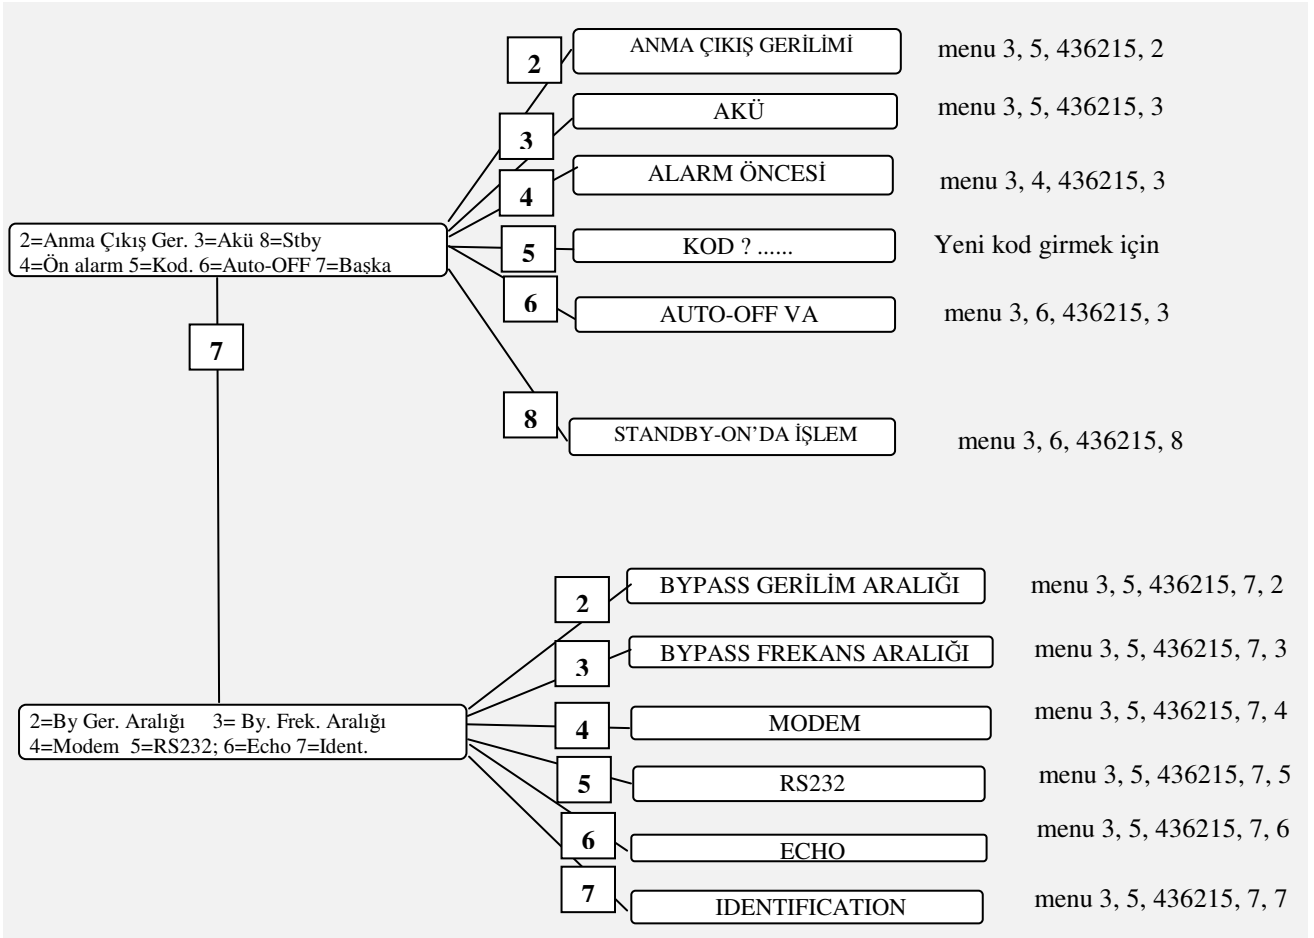 2
ANMA ÇIKIŞ GERİLİMİ
menu 3, 5, 436215, 2
3
AKÜ
menu 3, 5, 436215, 3
4
ALARM ÖNCESİ
menu 3, 4, 436215, 3
2=Anma Çıkış Ger. 3=Akü 8=Stby
4=Ön alarm 5=Kod. 6=Auto-OFF 7=Başka
5
KOD ? ......
Yeni kod girmek için
6
AUTO-OFF VA
menu 3, 6, 436215, 3
7
8
STANDBY-ON’DA İŞLEM
menu 3, 6, 436215, 8
2
BYPASS GERİLİM ARALIĞI
menu 3, 5, 436215, 7, 2
3
BYPASS FREKANS ARALIĞI
menu 3, 5, 436215, 7, 3
2=By Ger. Aralığı 3= By. Frek. Aralığı
4=Modem 5=RS232; 6=Echo 7=Ident.
4
MODEM
menu 3, 5, 436215, 7, 4
5
RS232
menu 3, 5, 436215, 7, 5
6
ECHO
menu 3, 5, 436215, 7, 6
7
IDENTIFICATION
menu 3, 5, 436215, 7, 7